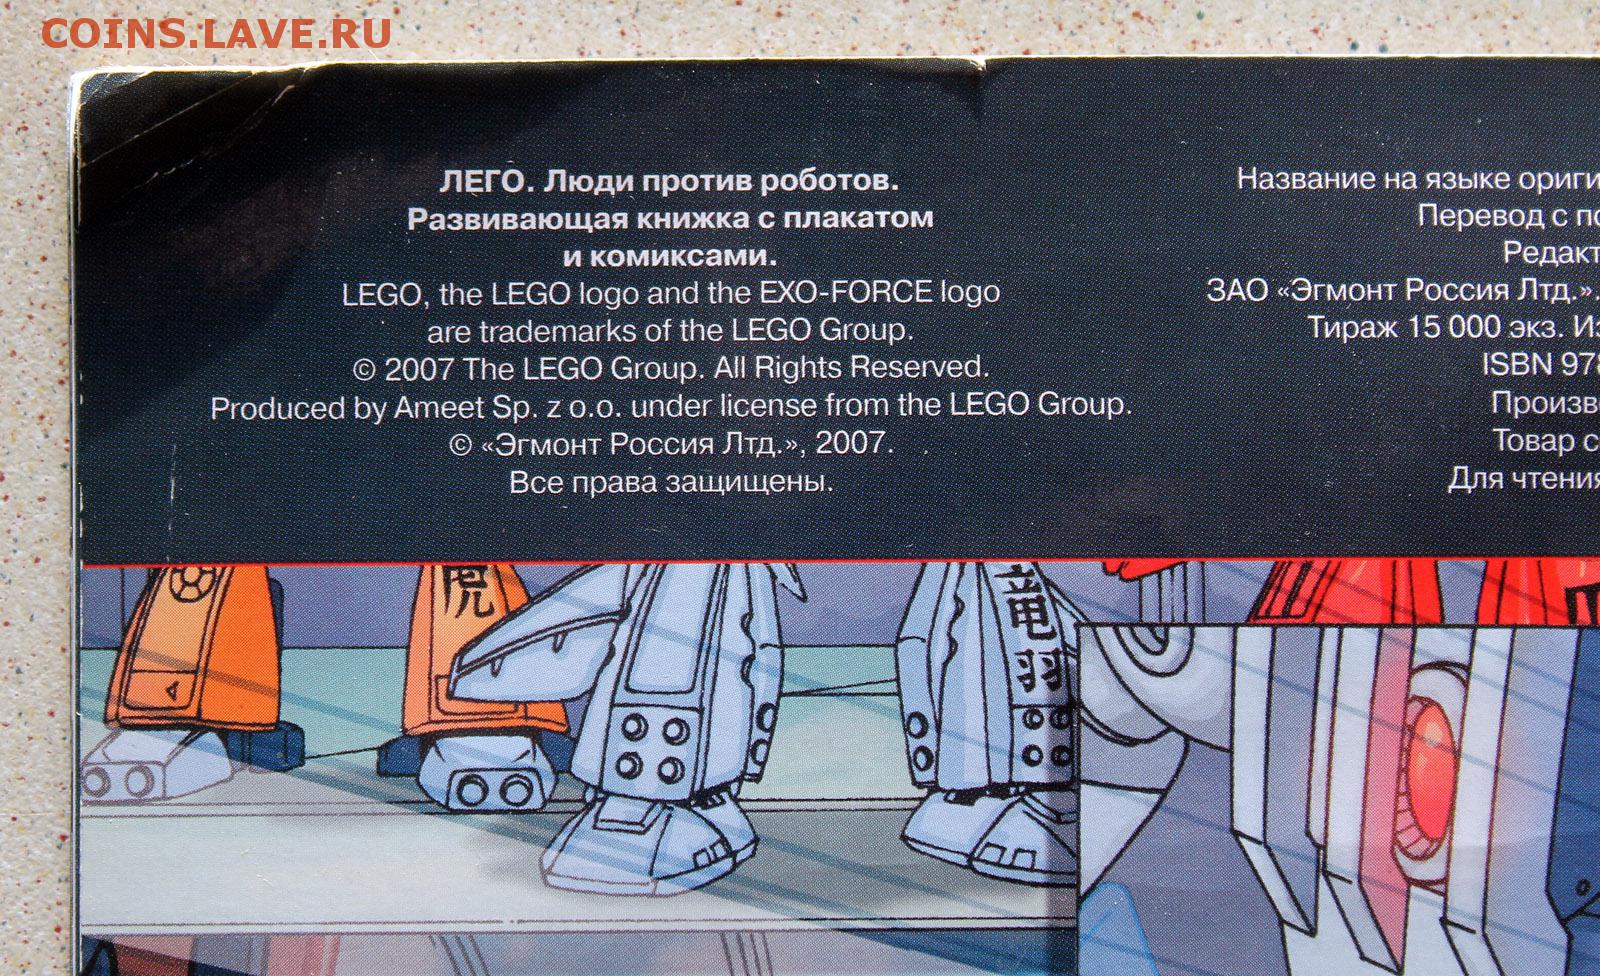 COINS.LAVE.RU
ЛЕГО. Люди против роботов.
Развивающая книжка с плакатом
и комиксами.
LEGO, the LEGO logo and the EXO-FORCE logo
are trademarks of the LEGO Group.
© 2007 The LEGO Group. All Rights Reserved.
Produced by Ameet Sp. z o.o. under license from the LEGO Group.
© «Эгмонт Россия Лтд.», 2007.
Все права защищены.
Название на языке ориги
Перевод с по
Редакт
ЗАО «Эгмонт Россия Лтд.».
Тираж 15 000 экз. Из
ISBN 978
Произво
Товар с
Для чтения
虎
竜
羽